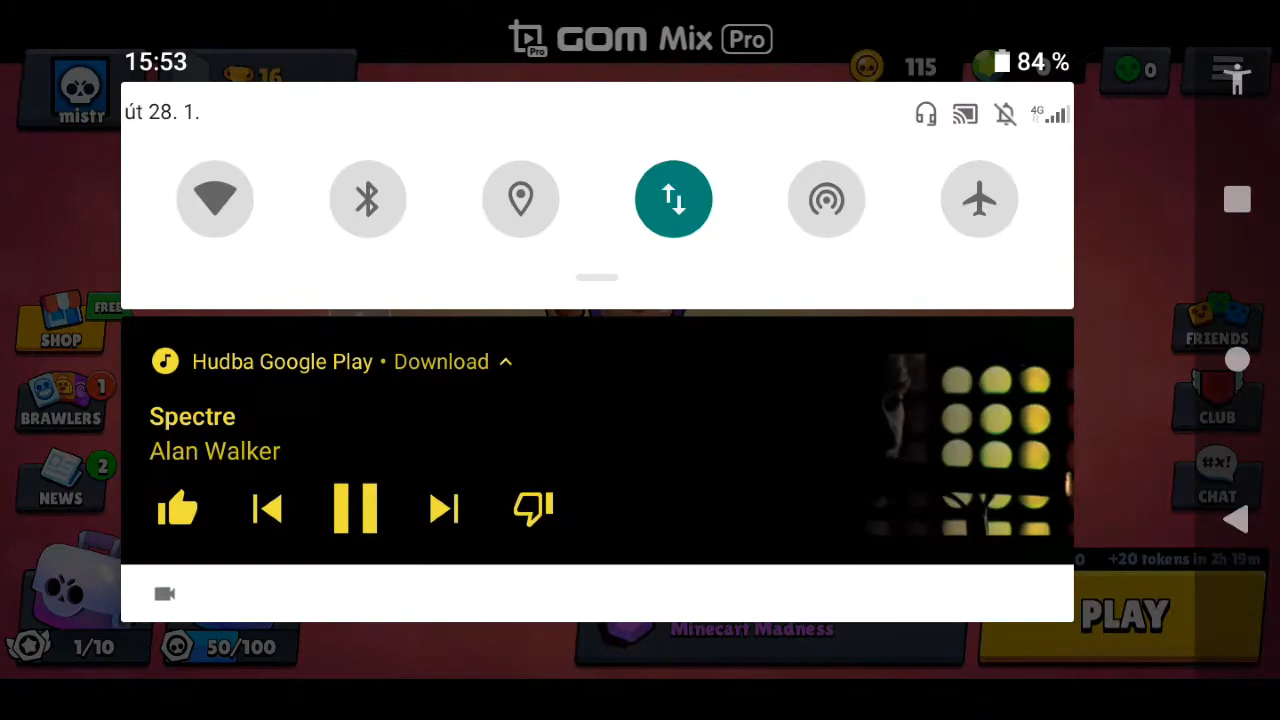 GOM Mix Pro
15:53
84 %
16
115
0
mistr
út 28. 1.
4G
FREE
SHOP
FRIENDS
Hudba Google Play • Download
Spectre
Alan Walker
BRAWLERS
1
CLUB
NEWS
2
#x!
CHAT
+20 tokens in 2h 19m
PLAY
Minecart Madness
1/10
50/100